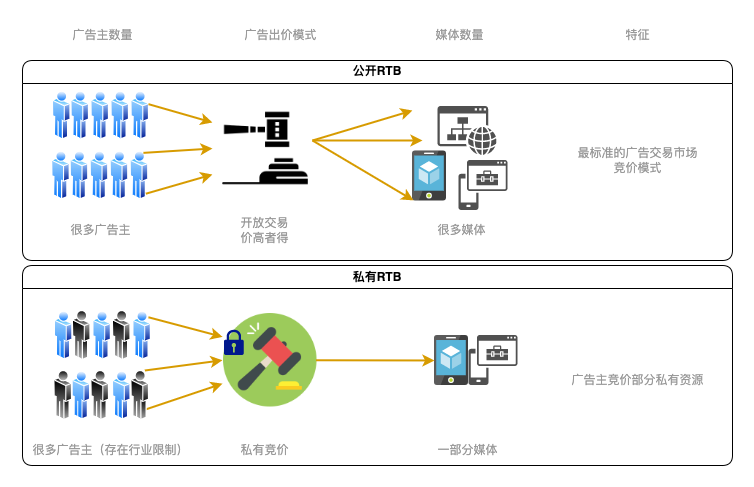 广告主数量
广告出价模式
媒体数量
特征
公开RTB
很多广告主
开放交易
价高者得
很多媒体
最标准的广告交易市场
竞价模式
私有RTB
很多广告主（存在行业限制）
私有竞价
一部分媒体
广告主竞价部分私有资源